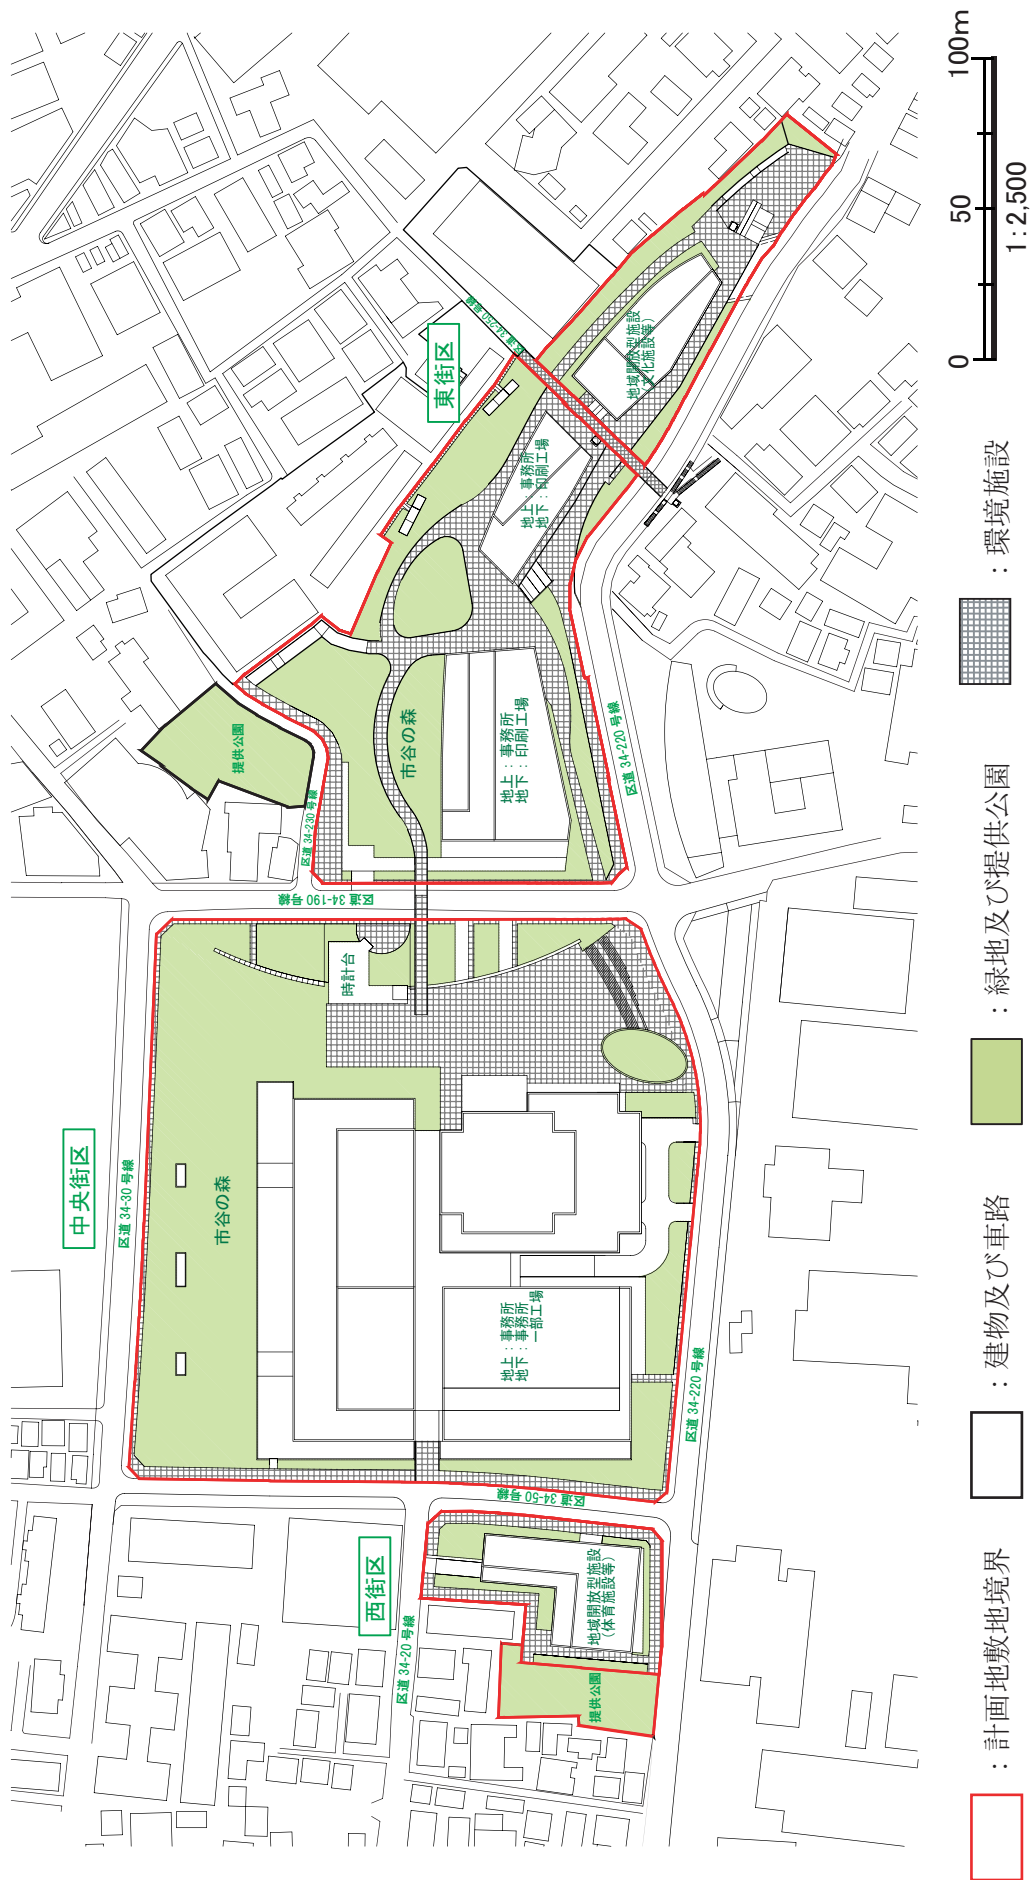 西街区
区道 34-20 号線
提供公園
地域開放型施設
（体育施設等）
区道 34-50 号線
中央街区
区道 34-30 号線
市谷の森
地上：事務所
地下：事務所
一部工場
時計台
区道 34-220 号線
区道 34-190 号線
東街区
区道 34-230 号線
提供公園
市谷の森
地上：事務所
地下：印刷工場
区道 34-220 号線
地上：事務所
地下：印刷工場
区道 34-250 号線
地域開放型施設
（文化施設等）
：計画地敷地境界
：建物及び車路
：緑地及び提供公園
：環境施設
0
50
100m
1:2,500